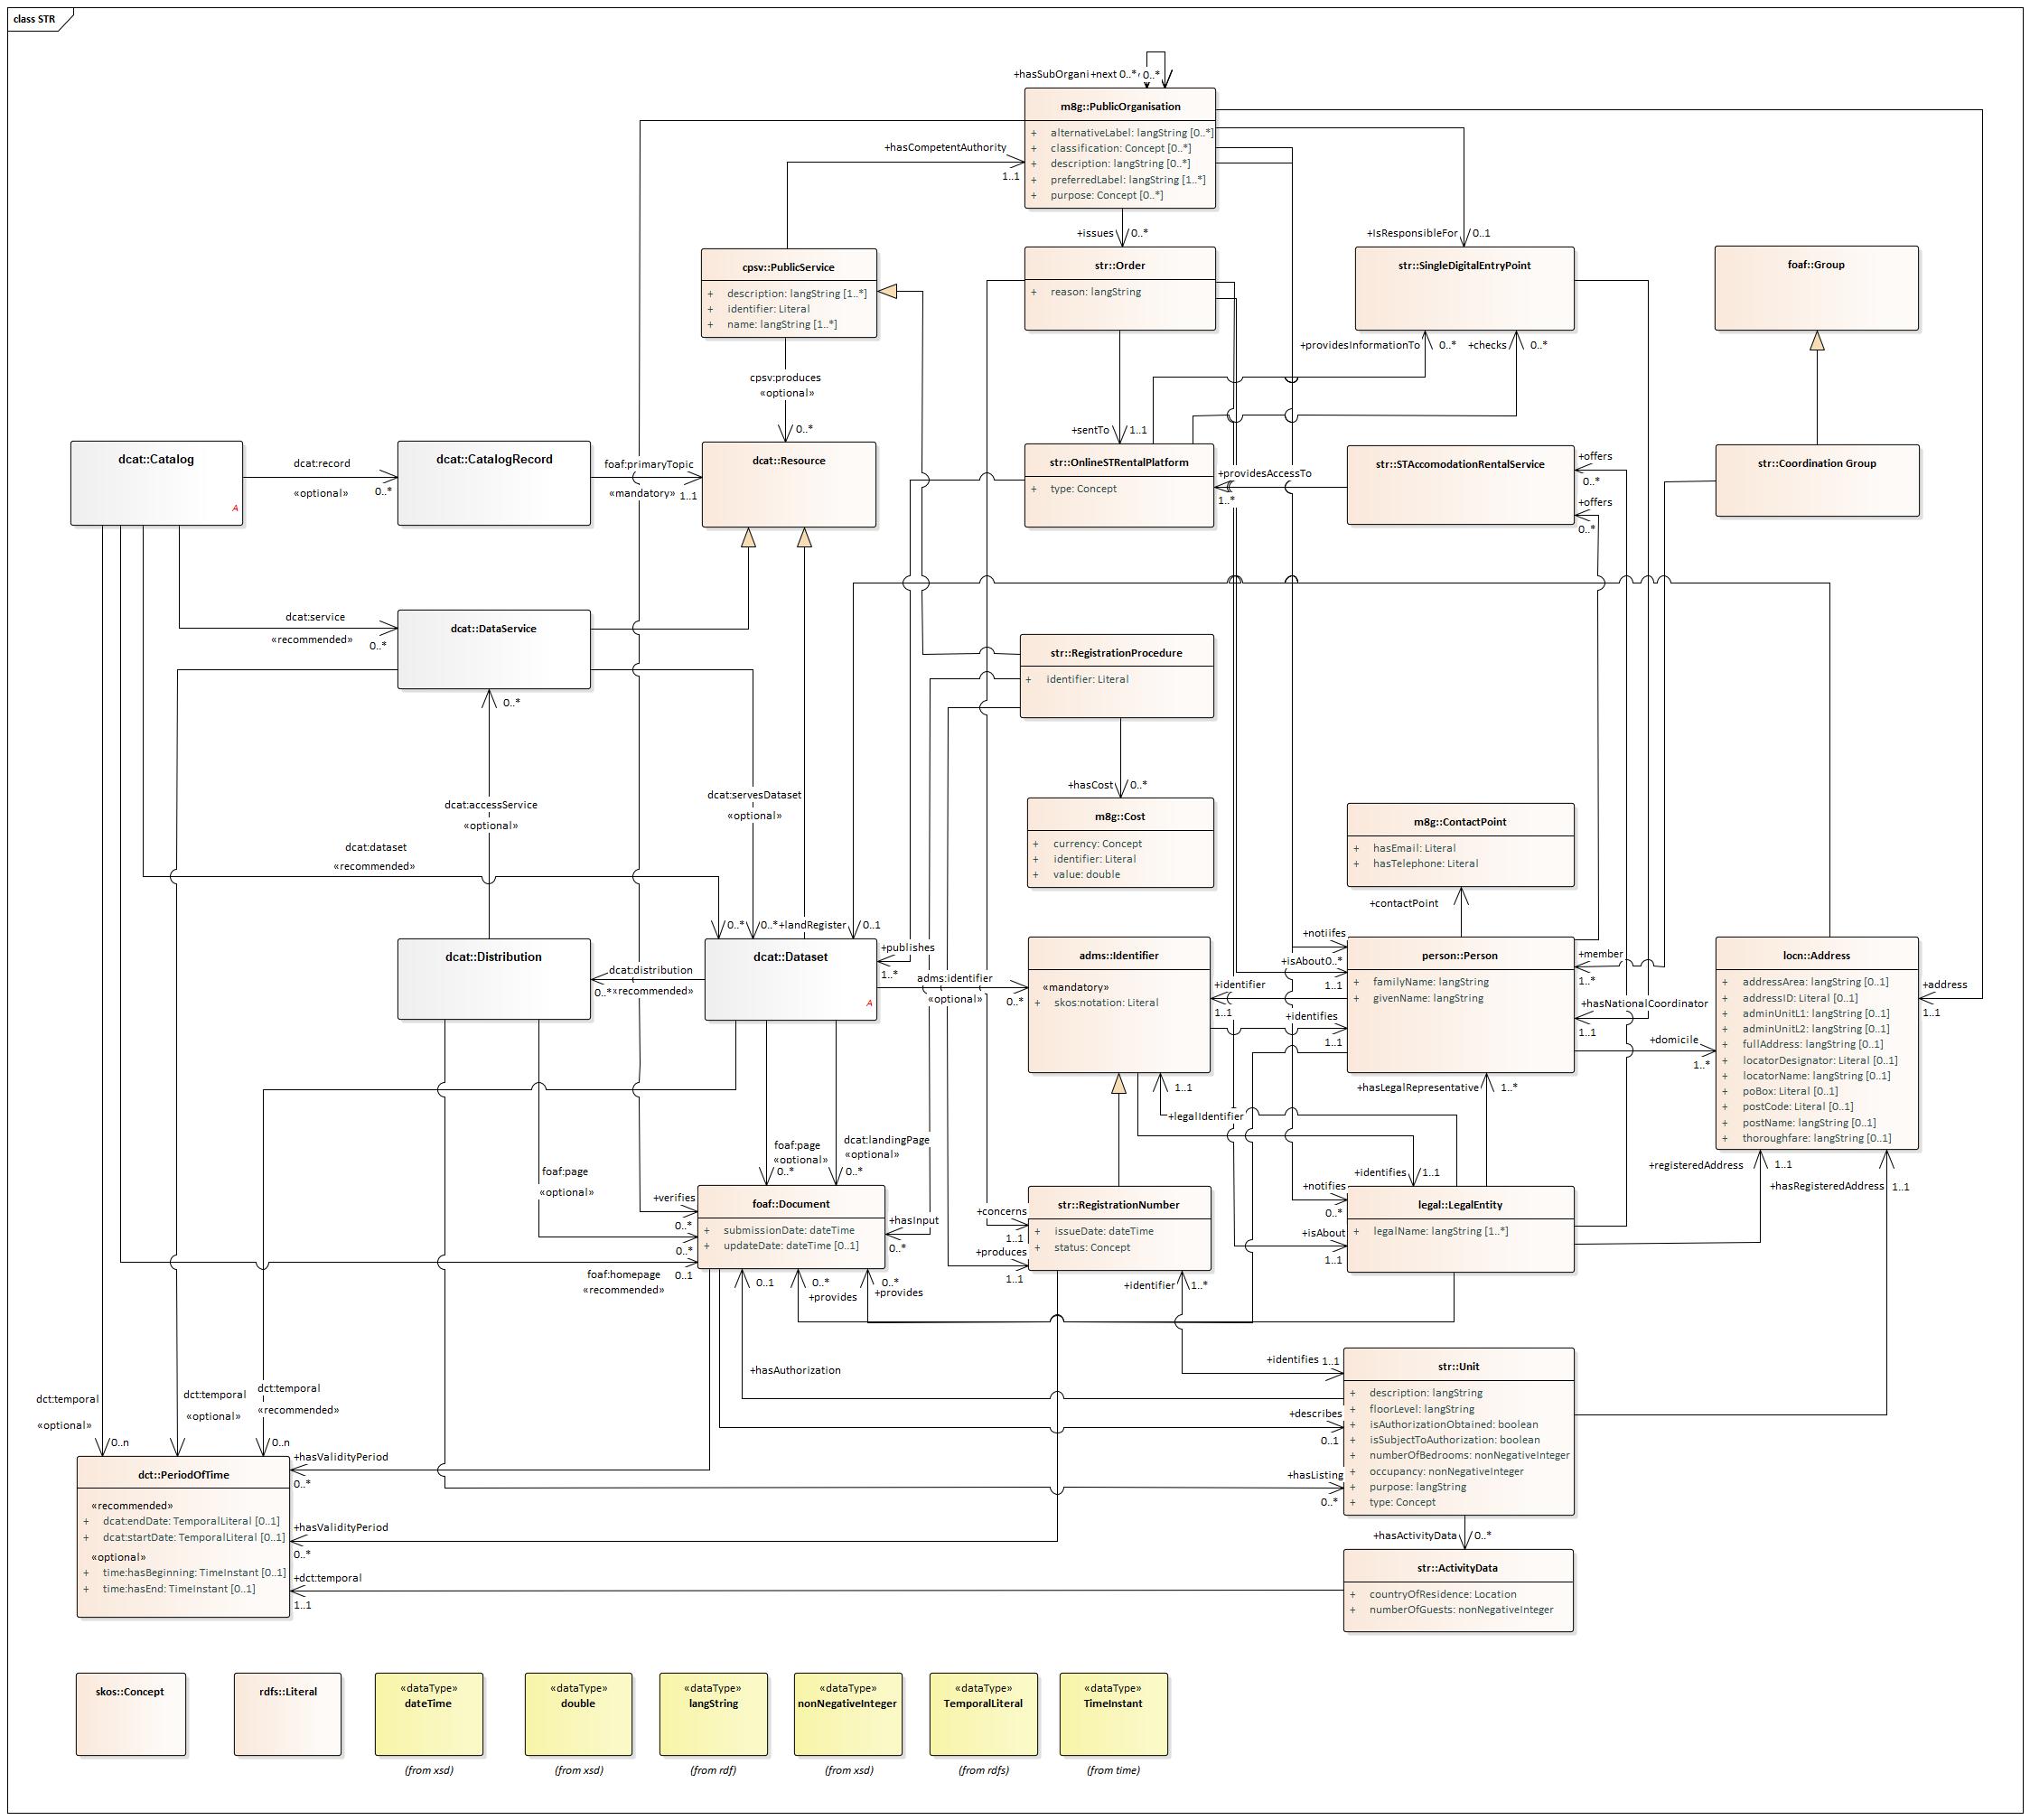 class STR
+hasSubOrgani
+next 0..*
0..*
m8g::PublicOrganisation
+ alternativeLabel: langString [0..*]
+ classification: Concept [0..*]
+ description: langString [0..*]
+ preferredLabel: langString [1..*]
+ purpose: Concept [0..*]
+hasCompetentAuthority
1..1
+issues
0..*
+IsResponsibleFor
0..1
cpsv::PublicService
+ description: langString [1..*]
+ identifier: Literal
+ name: langString [1..*]
str::Order
+ reason: langString
str::SingleDigitalEntryPoint
foaf::Group
+providesInformationTo
0..*
+checks
0..*
cpsv:produces
«optional»
0..*
+sentTo
1..1
dcat::Catalog
A
dcat:record
«optional»
0..*
dcat::CatalogRecord
foaf:primaryTopic
«mandatory»
1..1
dcat::Resource
str::OnlineSTRentalPlatform
+ type: Concept
+providesAccessTo
1..*
str::STAccomodationRentalService
+offers
0..*
+offers
0..*
str::Coordination Group
dcat:service
«recommended»
0..*
dcat::DataService
0..*
str::RegistrationProcedure
+ identifier: Literal
dcat:accessService
«optional»
dcat:servesDataset
«optional»
+hasCost
0..*
m8g::Cost
+ currency: Concept
+ identifier: Literal
+ value: double
m8g::ContactPoint
+ hasEmail: Literal
+ hasTelephone: Literal
dcat:dataset
«recommended»
+contactPoint
0..*
0..*
+landRegister
0..1
dcat::Distribution
dcat:distribution
0..*
«recommended»
dcat::Dataset
A
+publishes
1..*
adms:identifier
«optional»
0..*
adms::Identifier
«mandatory»
+ skos:notation: Literal
+notiifes
+isAbout
0..*
1..1
+identifier
1..1
+identifies
1..1
person::Person
+ familyName: langString
+ givenName: langString
+member
1..*
+hasNationalCoordinator
1..1
+domicile
1..*
locn::Address
+ addressArea: langString [0..1]
+ addressID: Literal [0..1]
+ adminUnitL1: langString [0..1]
+ adminUnitL2: langString [0..1]
+ fullAddress: langString [0..1]
+ locatorDesignator: Literal [0..1]
+ locatorName: langString [0..1]
+ poBox: Literal [0..1]
+ postCode: Literal [0..1]
+ postName: langString [0..1]
+ thoroughfare: langString [0..1]
+address
1..1
1..1
+legalIdentifier
+hasLegalRepresentative
1..*
foaf:page
«optional»
0..*
dcat:landingPage
«optional»
0..*
foaf:page
«optional»
+identifies
1..1
+registeredAddress
1..1
+hasRegisteredAddress
1..1
+verifies
0..*
0..*
foaf::Document
+ submissionDate: dateTime
+ updateDate: dateTime [0..1]
+hasInput
0..*
foaf:homepage
«recommended»
0..1
+concerns
1..1
+produces
1..1
str::RegistrationNumber
+ issueDate: dateTime
+ status: Concept
+notifies
0..*
+isAbout
1..1
legal::LegalEntity
+ legalName: langString [1..*]
0..1
0..*
+provides
0..*
+provides
+identifier
1..*
+hasAuthorization
+identifies
1..1
str::Unit
+ description: langString
+ floorLevel: langString
+ isAuthorizationObtained: boolean
+ isSubjectToAuthorization: boolean
+ numberOfBedrooms: nonNegativeInteger
+ occupancy: nonNegativeInteger
+ purpose: langString
+ type: Concept
+describes
0..1
+hasListing
0..*
dct:temporal
«optional»
0..n
dct:temporal
«optional»
dct:temporal
«recommended»
0..n
dct::PeriodOfTime
«recommended»
+ dcat:endDate: TemporalLiteral [0..1]
+ dcat:startDate: TemporalLiteral [0..1]
«optional»
+ time:hasBeginning: TimeInstant [0..1]
+ time:hasEnd: TimeInstant [0..1]
+hasValidityPeriod
0..*
+hasValidityPeriod
0..*
+dct:temporal
1..1
+hasActivityData
0..*
str::ActivityData
+ countryOfResidence: Location
+ numberOfGuests: nonNegativeInteger
skos::Concept
rdfs::Literal
«dataType»
dateTime
(from xsd)
«dataType»
double
(from xsd)
«dataType»
langString
(from rdf)
«dataType»
nonNegativeInteger
(from xsd)
«dataType»
TemporalLiteral
(from rdfs)
«dataType»
TimeInstant
(from time)